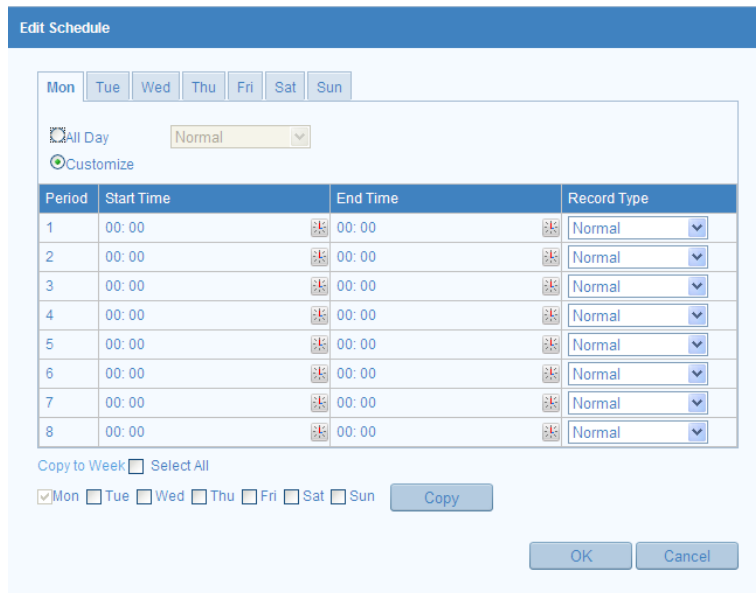 Edit Schedule
Mon Tue Wed Thu Fri Sat Sun
All Day Normal
Customize
Period Start Time End Time Record Type
1 00: 00 00: 00 Normal
2 00: 00 00: 00 Normal
3 00: 00 00: 00 Normal
4 00: 00 00: 00 Normal
5 00: 00 00: 00 Normal
6 00: 00 00: 00 Normal
7 00: 00 00: 00 Normal
8 00: 00 00: 00 Normal
Copy to Week Select All
Mon Tue Wed Thu Fri Sat Sun Copy
OK Cancel